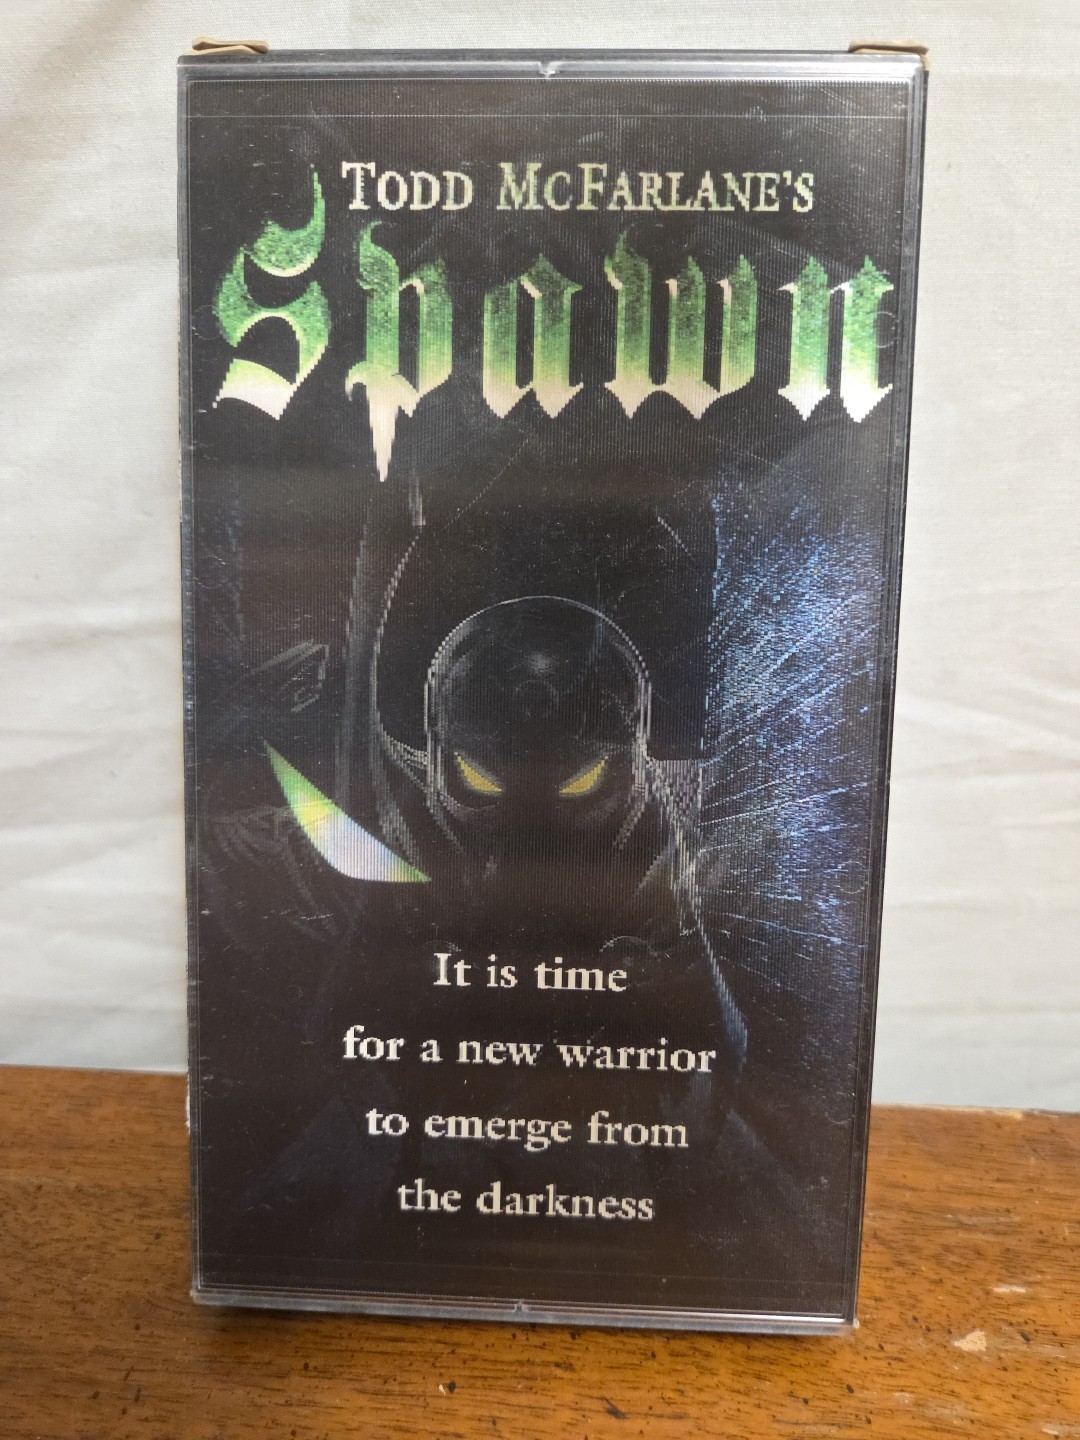 TODD MCFARLANE'S
Spawn
It is time
for a new warrior
to emerge from
the darkness